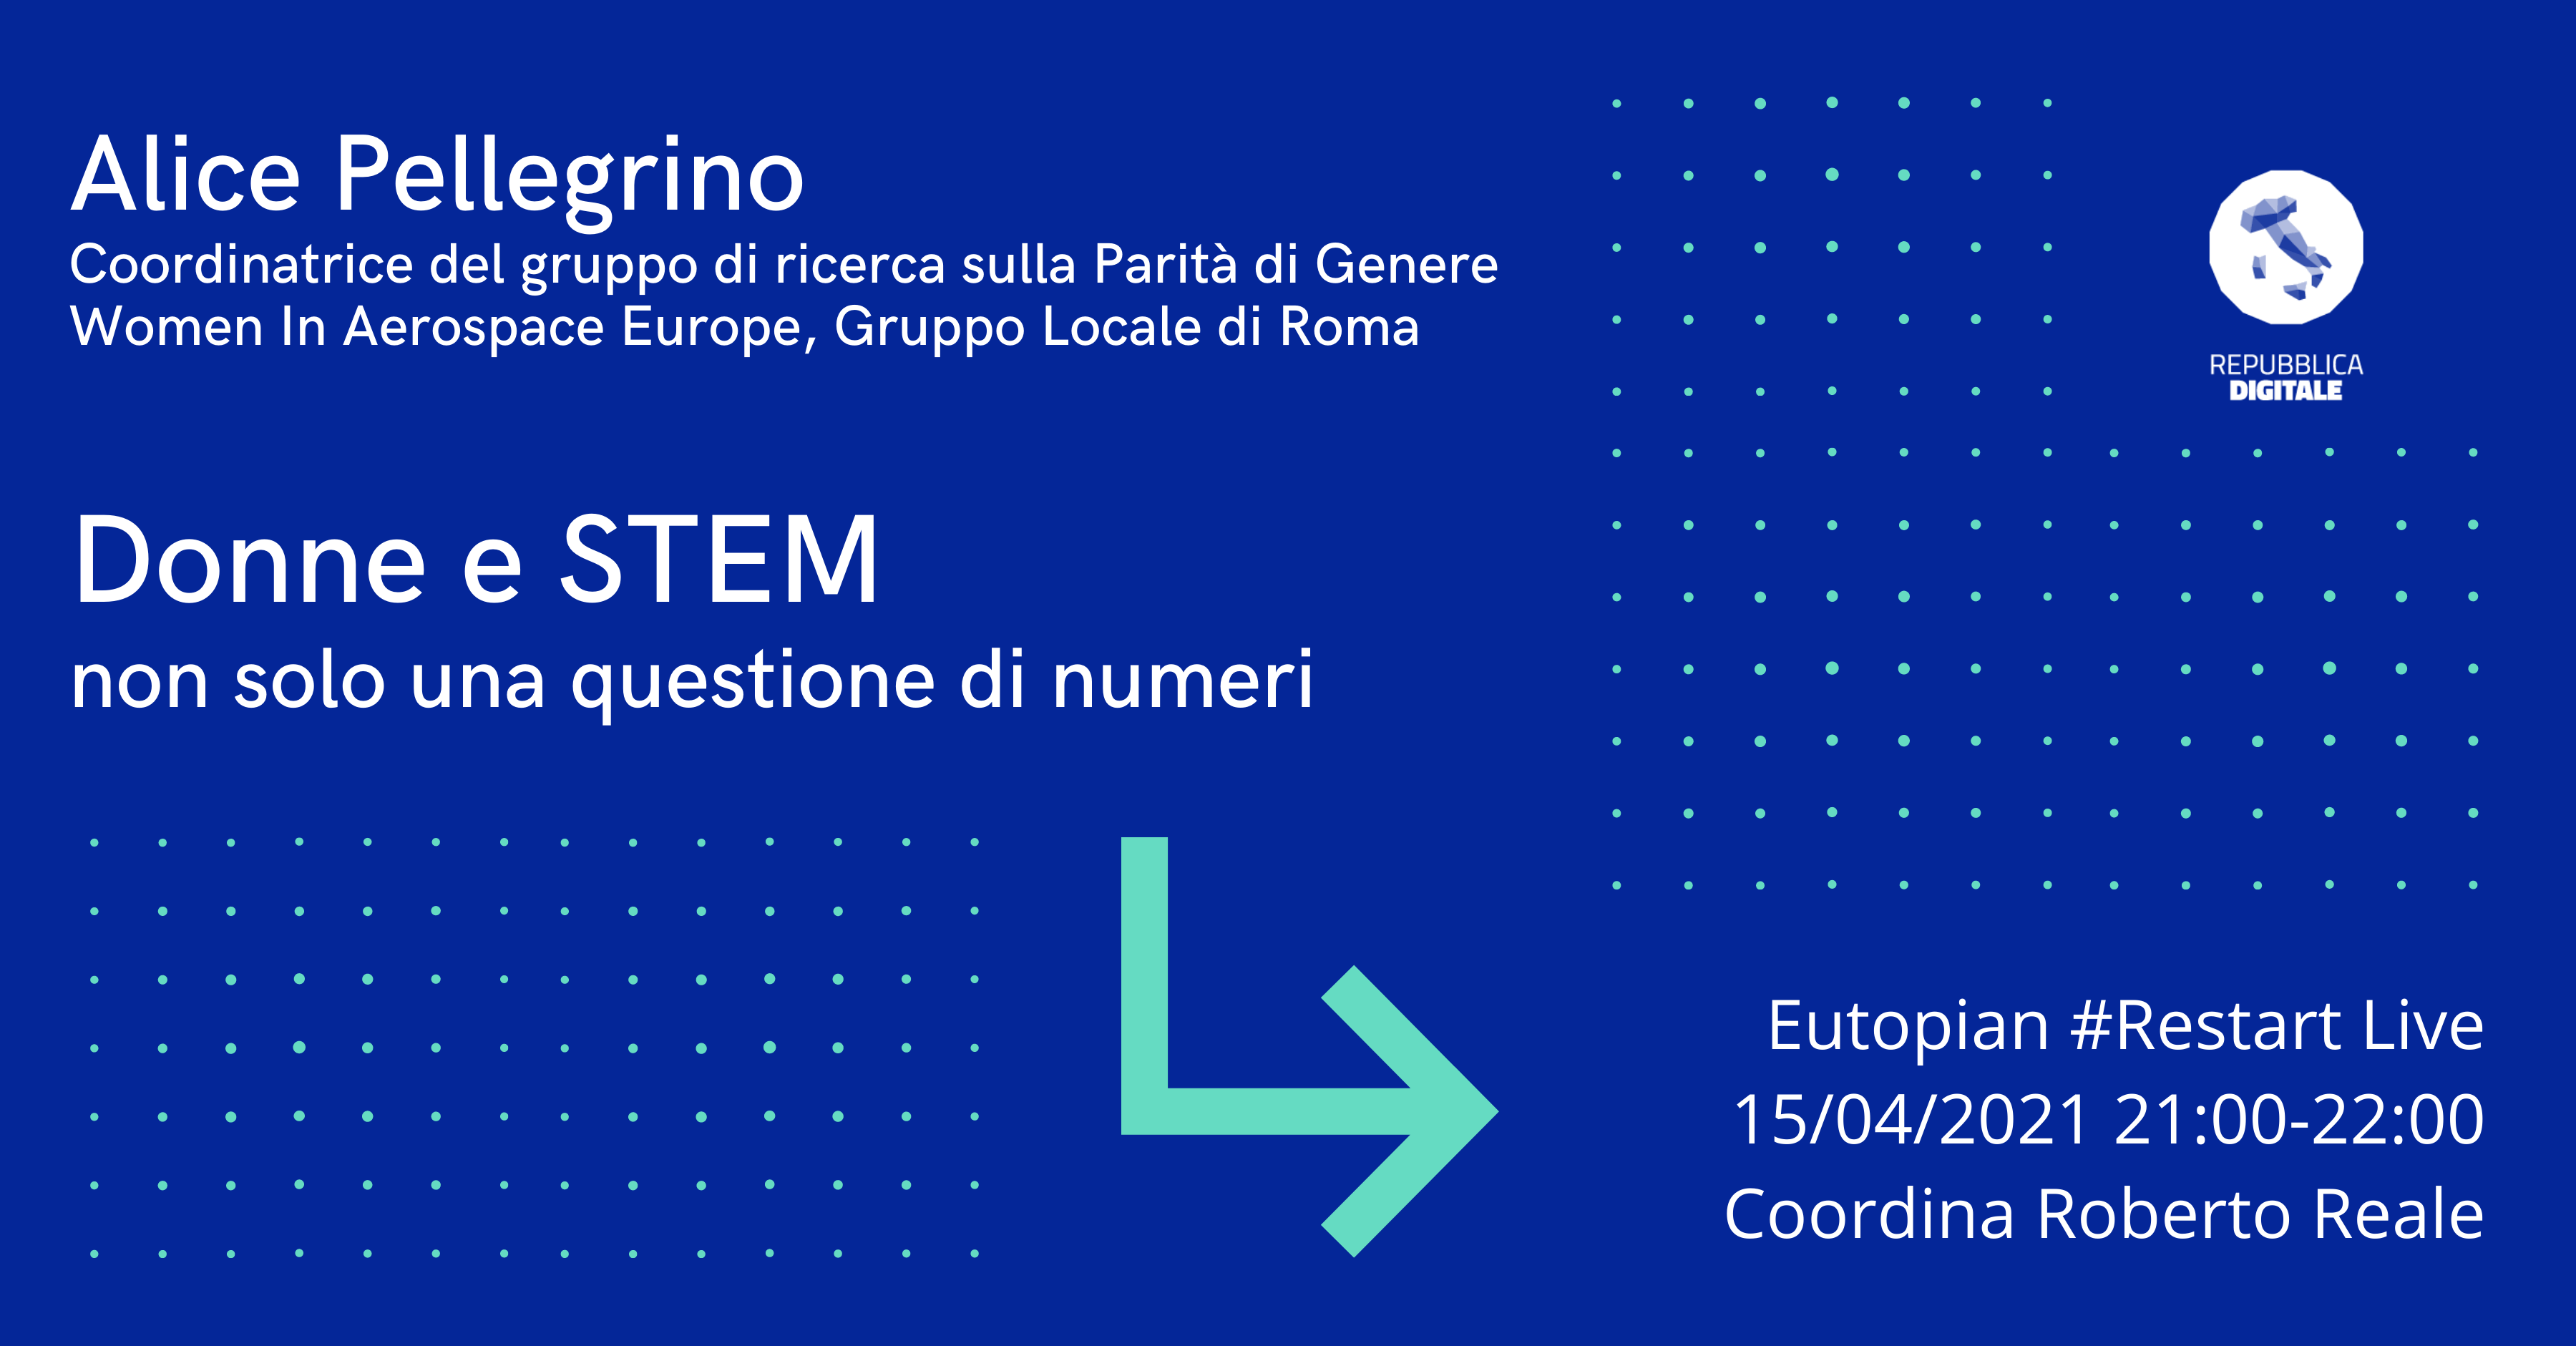 Alice Pellegrino
Coordinatrice del gruppo di ricerca sulla Parità di Genere
Women In Aerospace Europe, Gruppo Locale di Roma
REPUBBLICA
DIGITALE
Donne e STEM
non solo una questione di numeri
Eutopian #Restart Live
15/04/2021 21:00-22:00
Coordina Roberto Reale